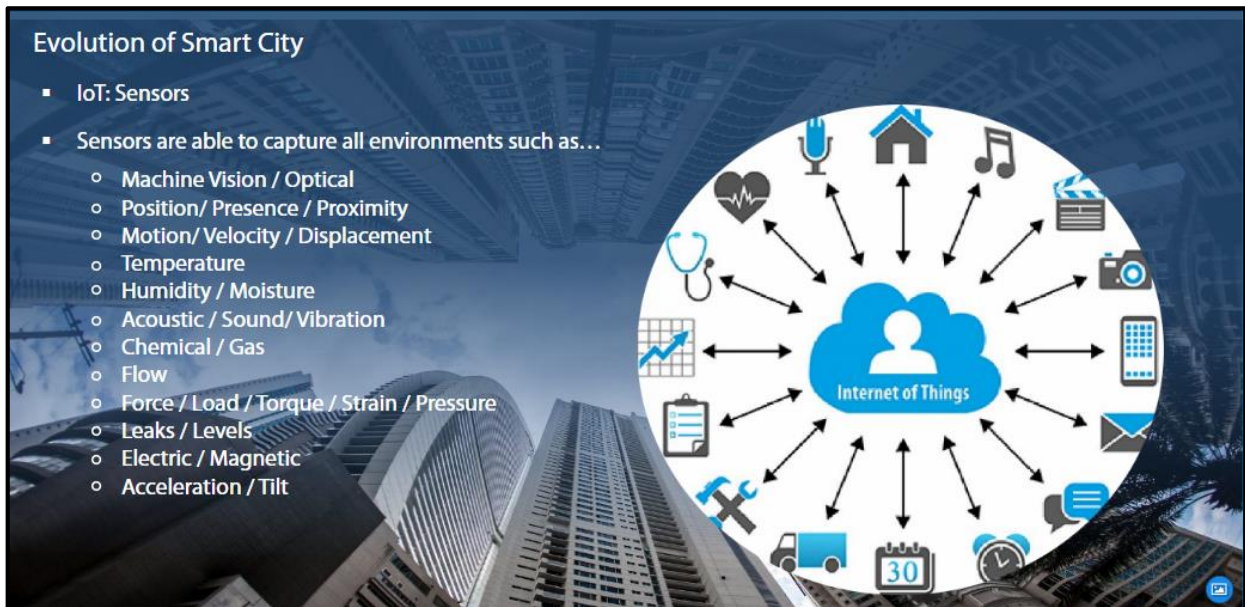 Evolution of Smart City
▪ IoT: Sensors
▪ Sensors are able to capture all environments such as…
○ Machine Vision / Optical
○ Position/ Presence / Proximity
○ Motion/ Velocity / Displacement
○ Temperature
○ Humidity / Moisture
○ Acoustic / Sound/ Vibration
○ Chemical / Gas
○ Flow
○ Force / Load / Torque / Strain / Pressure
○ Leaks / Levels
○ Electric / Magnetic
○ Acceleration / Tilt
Internet of Things
30